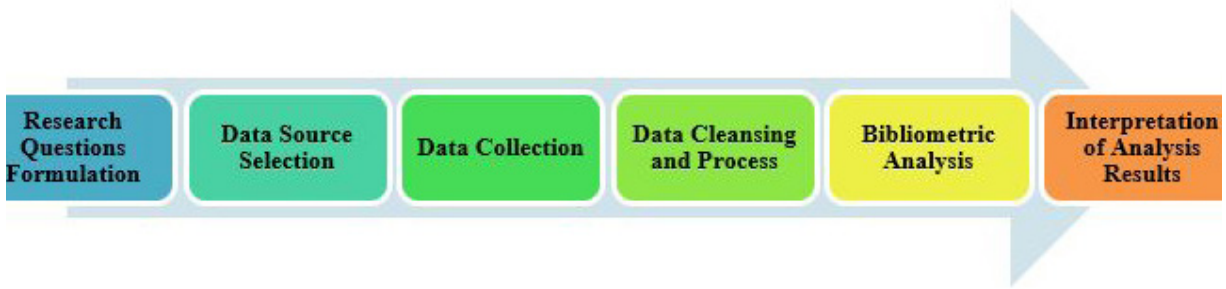 Research
Questions
Formulation
Data Source
Selection
Data Collection
Data Cleansing
and Process
Bibliometric
Analysis
Interpretation
of Analysis
Results